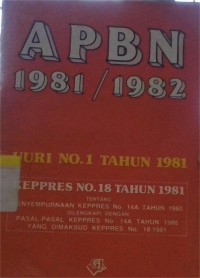 APBN
1981/1982
UURI NO.1 TAHUN 1981
KEPPRES NO.18 TAHUN 1981
TENTANG
PENYEMPURNAAN KEPPRES No. 14A TAHUN 1980
DILENGKAPI DENGAN
PASAL-PASAL KEPPRES No. 14A TAHUN 1980
YANG DIMAKSUD KEPPRES No. 18/1981